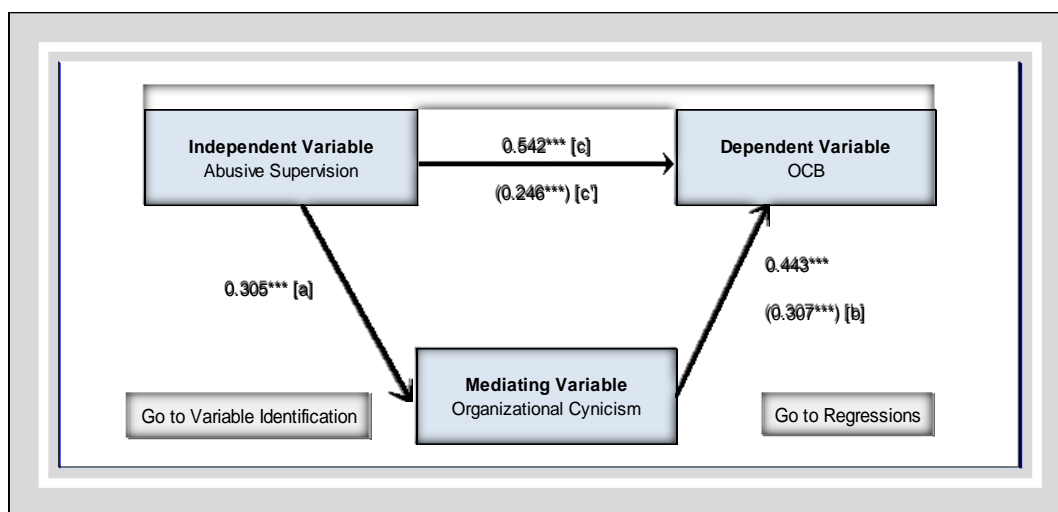 Independent Variable
Abusive Supervision
0.542*** [c]
(0.246***) [c']
Dependent Variable
OCB
0.305*** [a]
0.443***
(0.307***) [b]
Mediating Variable
Organizational Cynicism
Go to Variable Identification
Go to Regressions